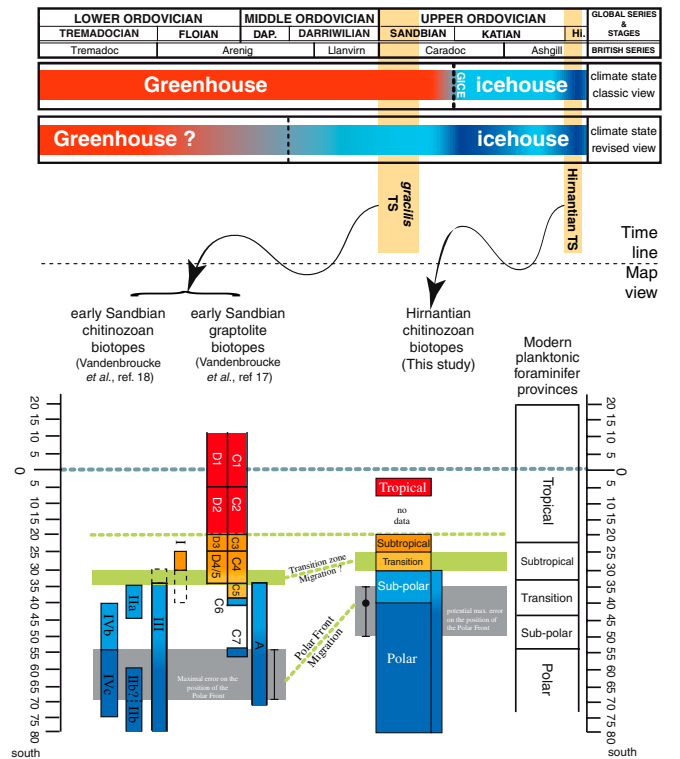 LOWER ORDOVICIAN MIDDLE ORDOVICIAN UPPER ORDOVICIAN
GLOBAL SERIES
&
STAGES
TREMADOCIAN FLOIAN DAP. DARRIWILIAN SANDBIAN KATIAN Hi.
Tremadoc Arenig Llanvirn Caradoc Ashgill BRITISH SERIES
Greenhouse GICE icehouse
climate state
classic view
Greenhouse ? icehouse
climate state
revised view
gracilis
TS
Hirnantian TS
Time
line
Map
view
early Sandbian
chitinozoan
biotopes
(Vandenbroucke
et al., ref. 18)
early Sandbian
graptolite
biotopes
(Vandenbroucke
et al., ref 17)
Hirnantian
chitinozoan
biotopes
(This study)
Modern
planktonic
foraminifer
provinces
20
15
10
5
0
5
10
15
20
25
30
35
40
45
50
55
60
65
70
75
80
south
IVb
IVc
IIa
IIb?
IIb
III
I
D1
D2
D3
D4/5
C1
C2
C3
C4
C5
C6
C7
A
Maximal error on the
position of the
Polar Front
Transition zone
Migration ?
Polar Front
Migration
Tropical
no
data
Subtropical
Transition
Sub-polar
Polar
potential max. error
on the position of
the Polar Front
Tropical
Subtropical
Transition
Sub-polar
Polar
20
15
10
5
0
5
10
15
20
25
30
35
40
45
50
55
60
65
70
75
80
south